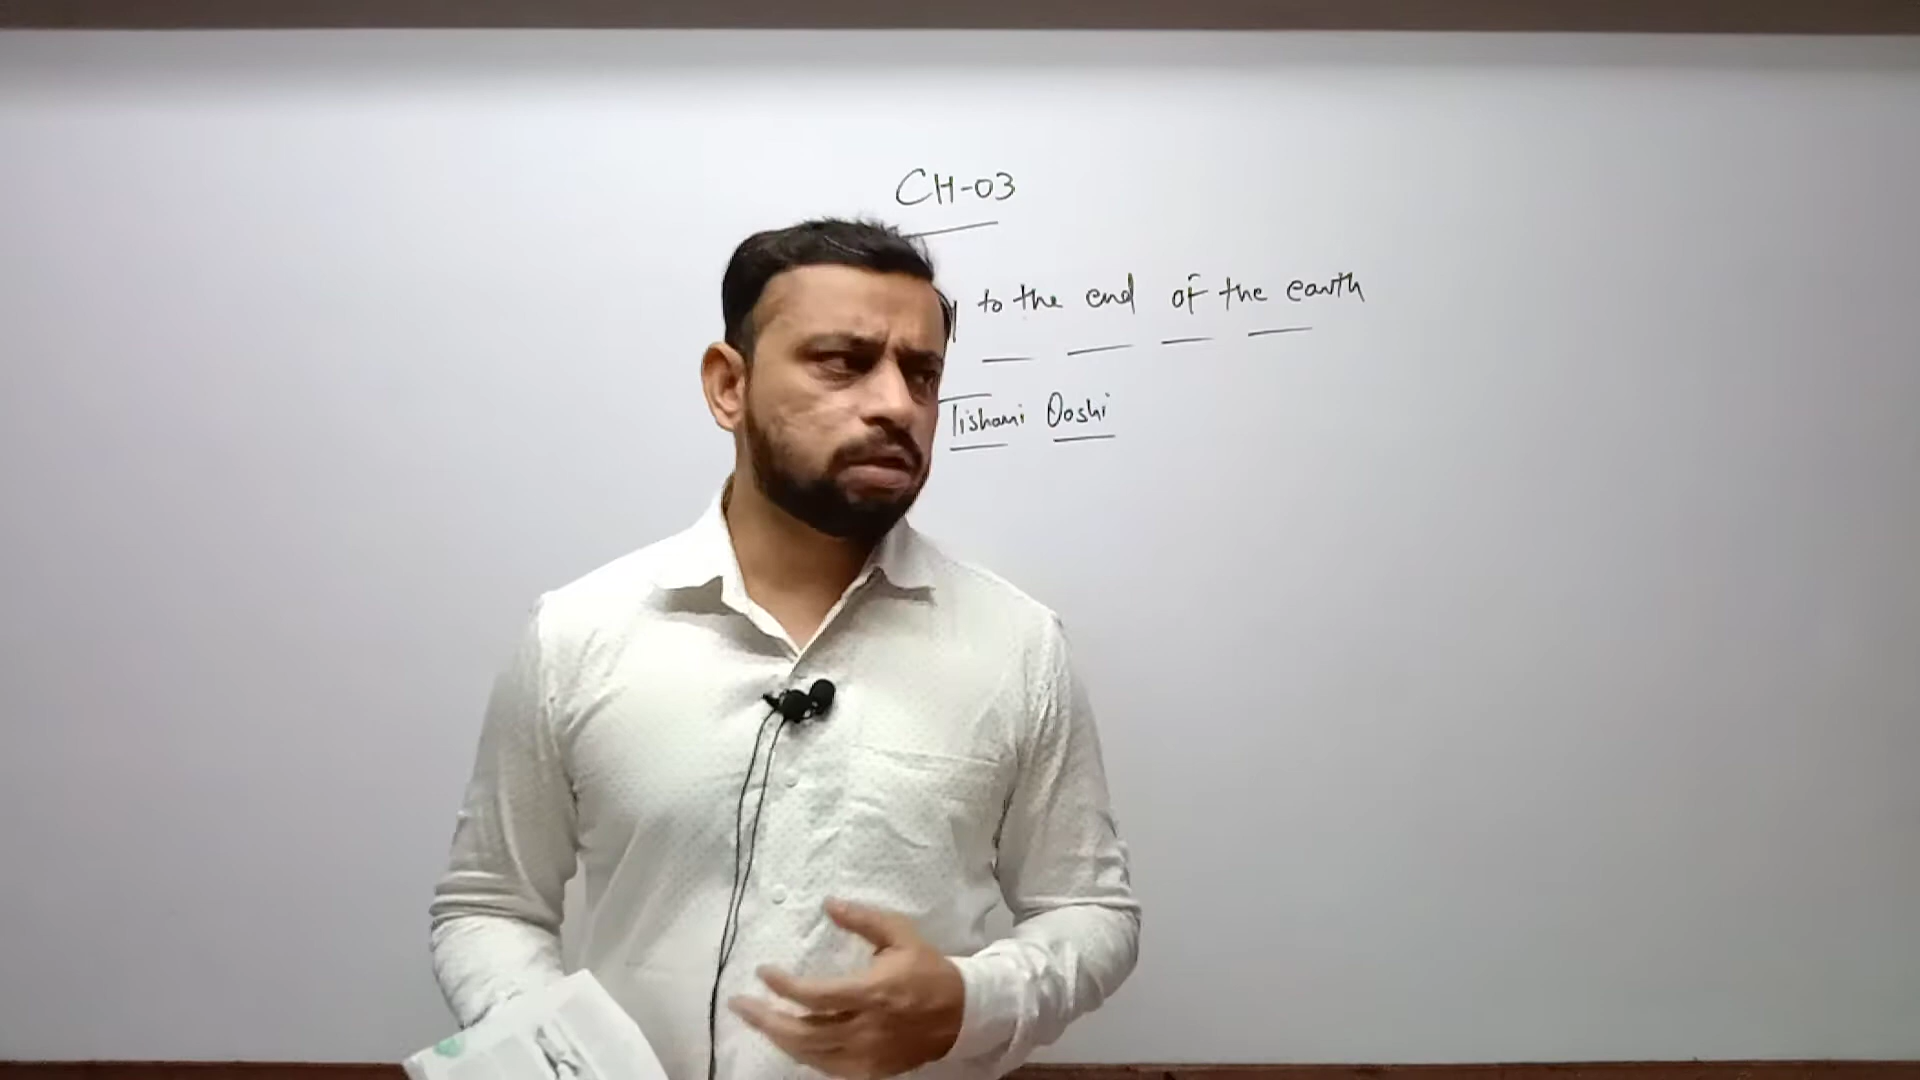 CH-03
to the end of the earth
Tishani Doshi